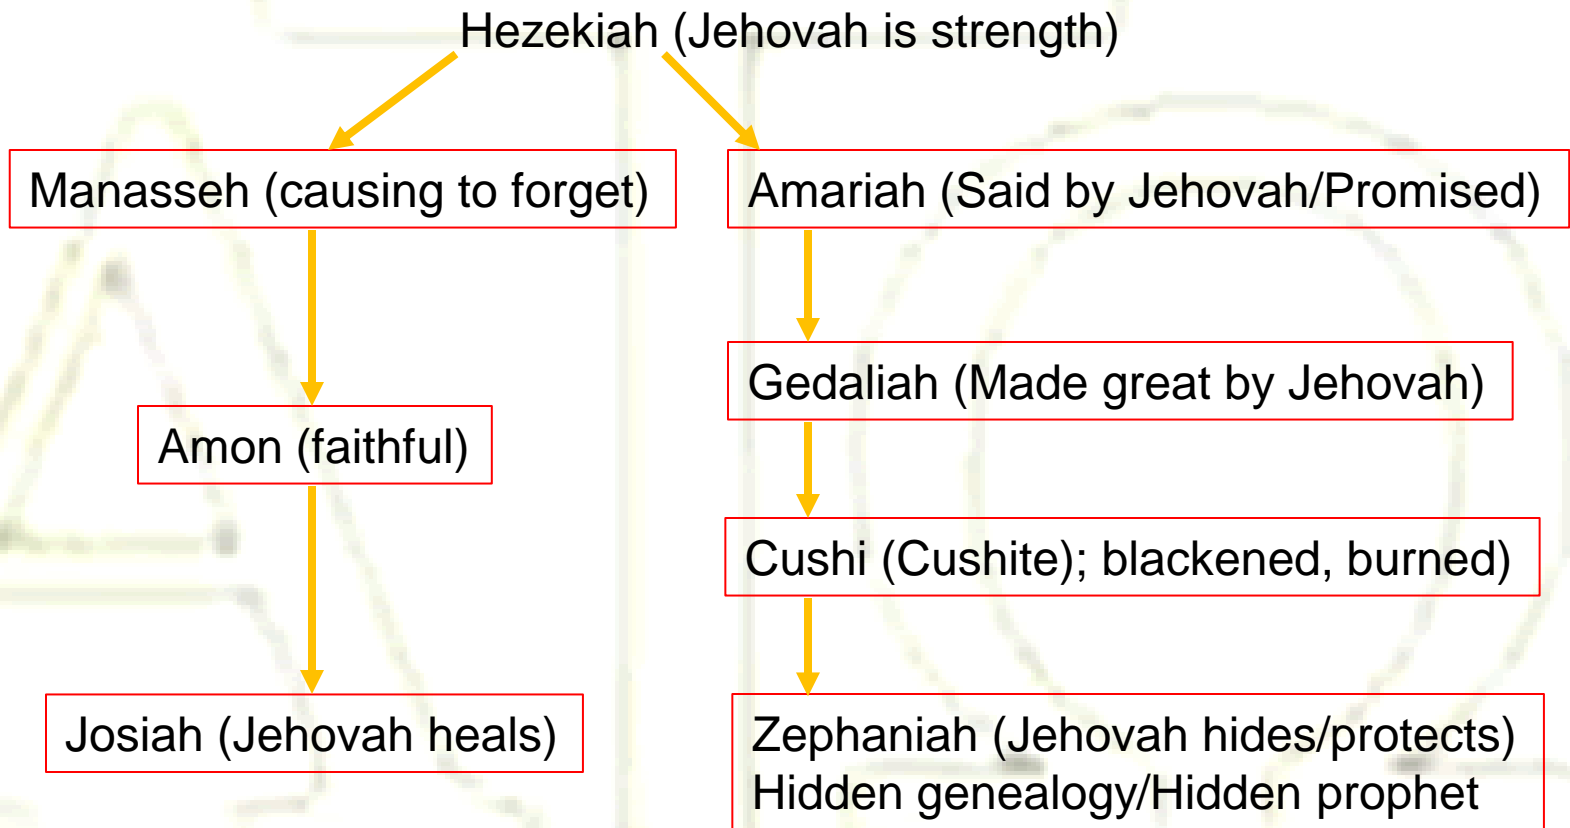 Hezekiah (Jehovah is strength)
Manasseh (causing to forget)
Amariah (Said by Jehovah/Promised)
Gedaliah (Made great by Jehovah)
Amon (faithful)
Cushi (Cushite); blackened, burned)
Josiah (Jehovah heals)
Zephaniah (Jehovah hides/protects)
Hidden genealogy/Hidden prophet